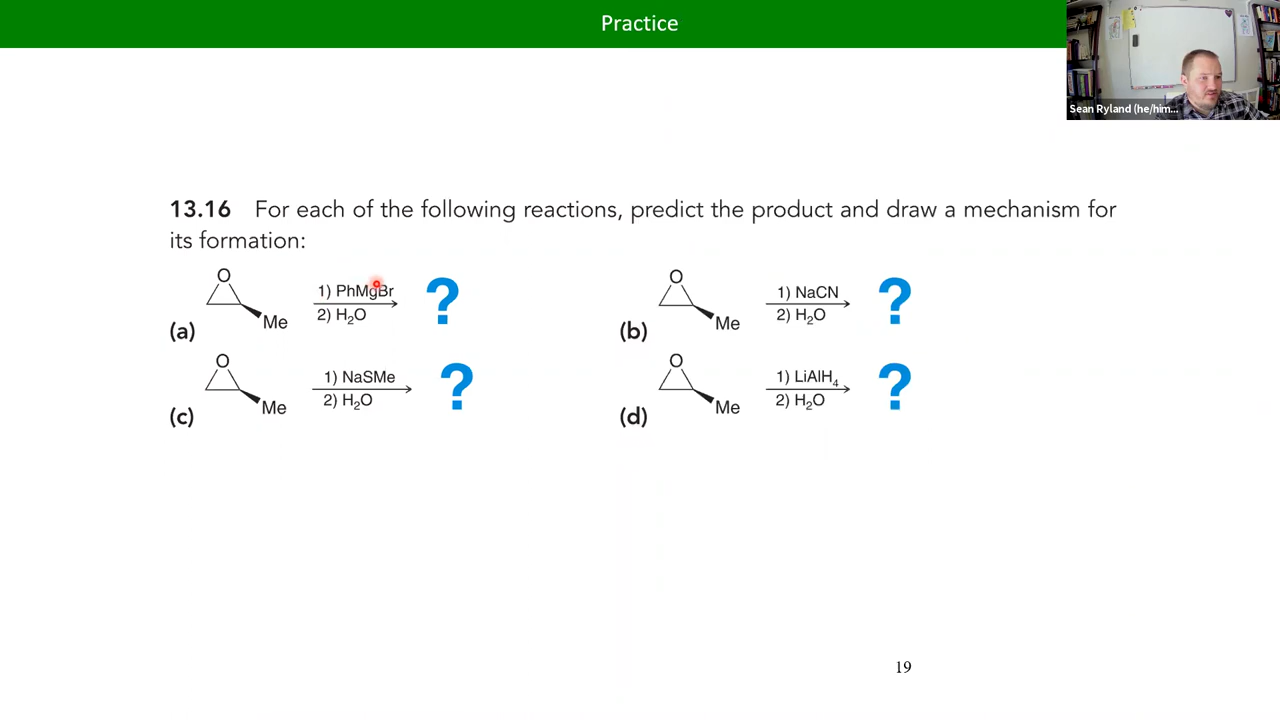 Practice
Sean Ryland (he/him...
13.16 For each of the following reactions, predict the product and draw a mechanism for
its formation:
(a) O Me 1) PhMgBr 2) H₂O ?
(b) O Me 1) NaCN 2) H₂O ?
(c) O Me 1) NaSMe 2) H₂O ?
(d) O Me 1) LiAlH₄ 2) H₂O ?
19